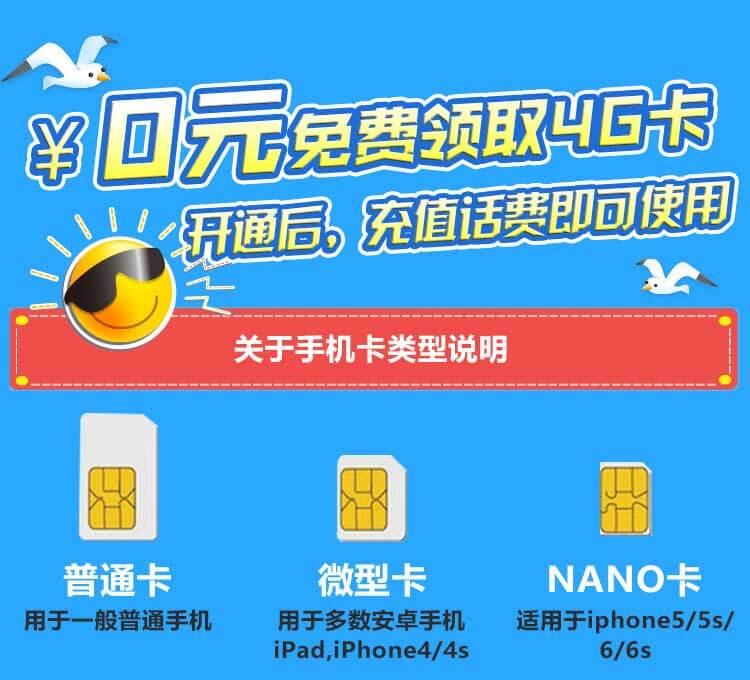 ¥0元免费领取4G卡
开通后，充值话费即可使用
关于手机卡类型说明
普通卡
用于一般普通手机
微型卡
用于多数安卓手机
iPad,iPhone4/4s
NANO卡
适用于iphone5/5s/
6/6s